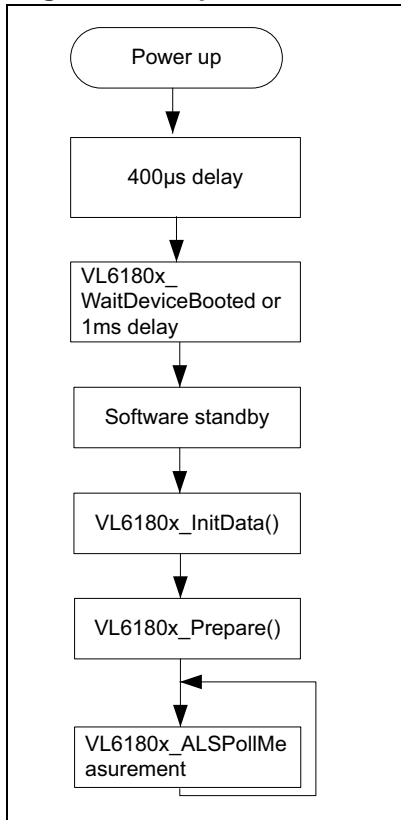 Power up
400µs delay
VL6180x_
WaitDeviceBooted or
1ms delay
Software standby
VL6180x_InitData()
VL6180x_Prepare()
VL6180x_ALSPollMe
asurement